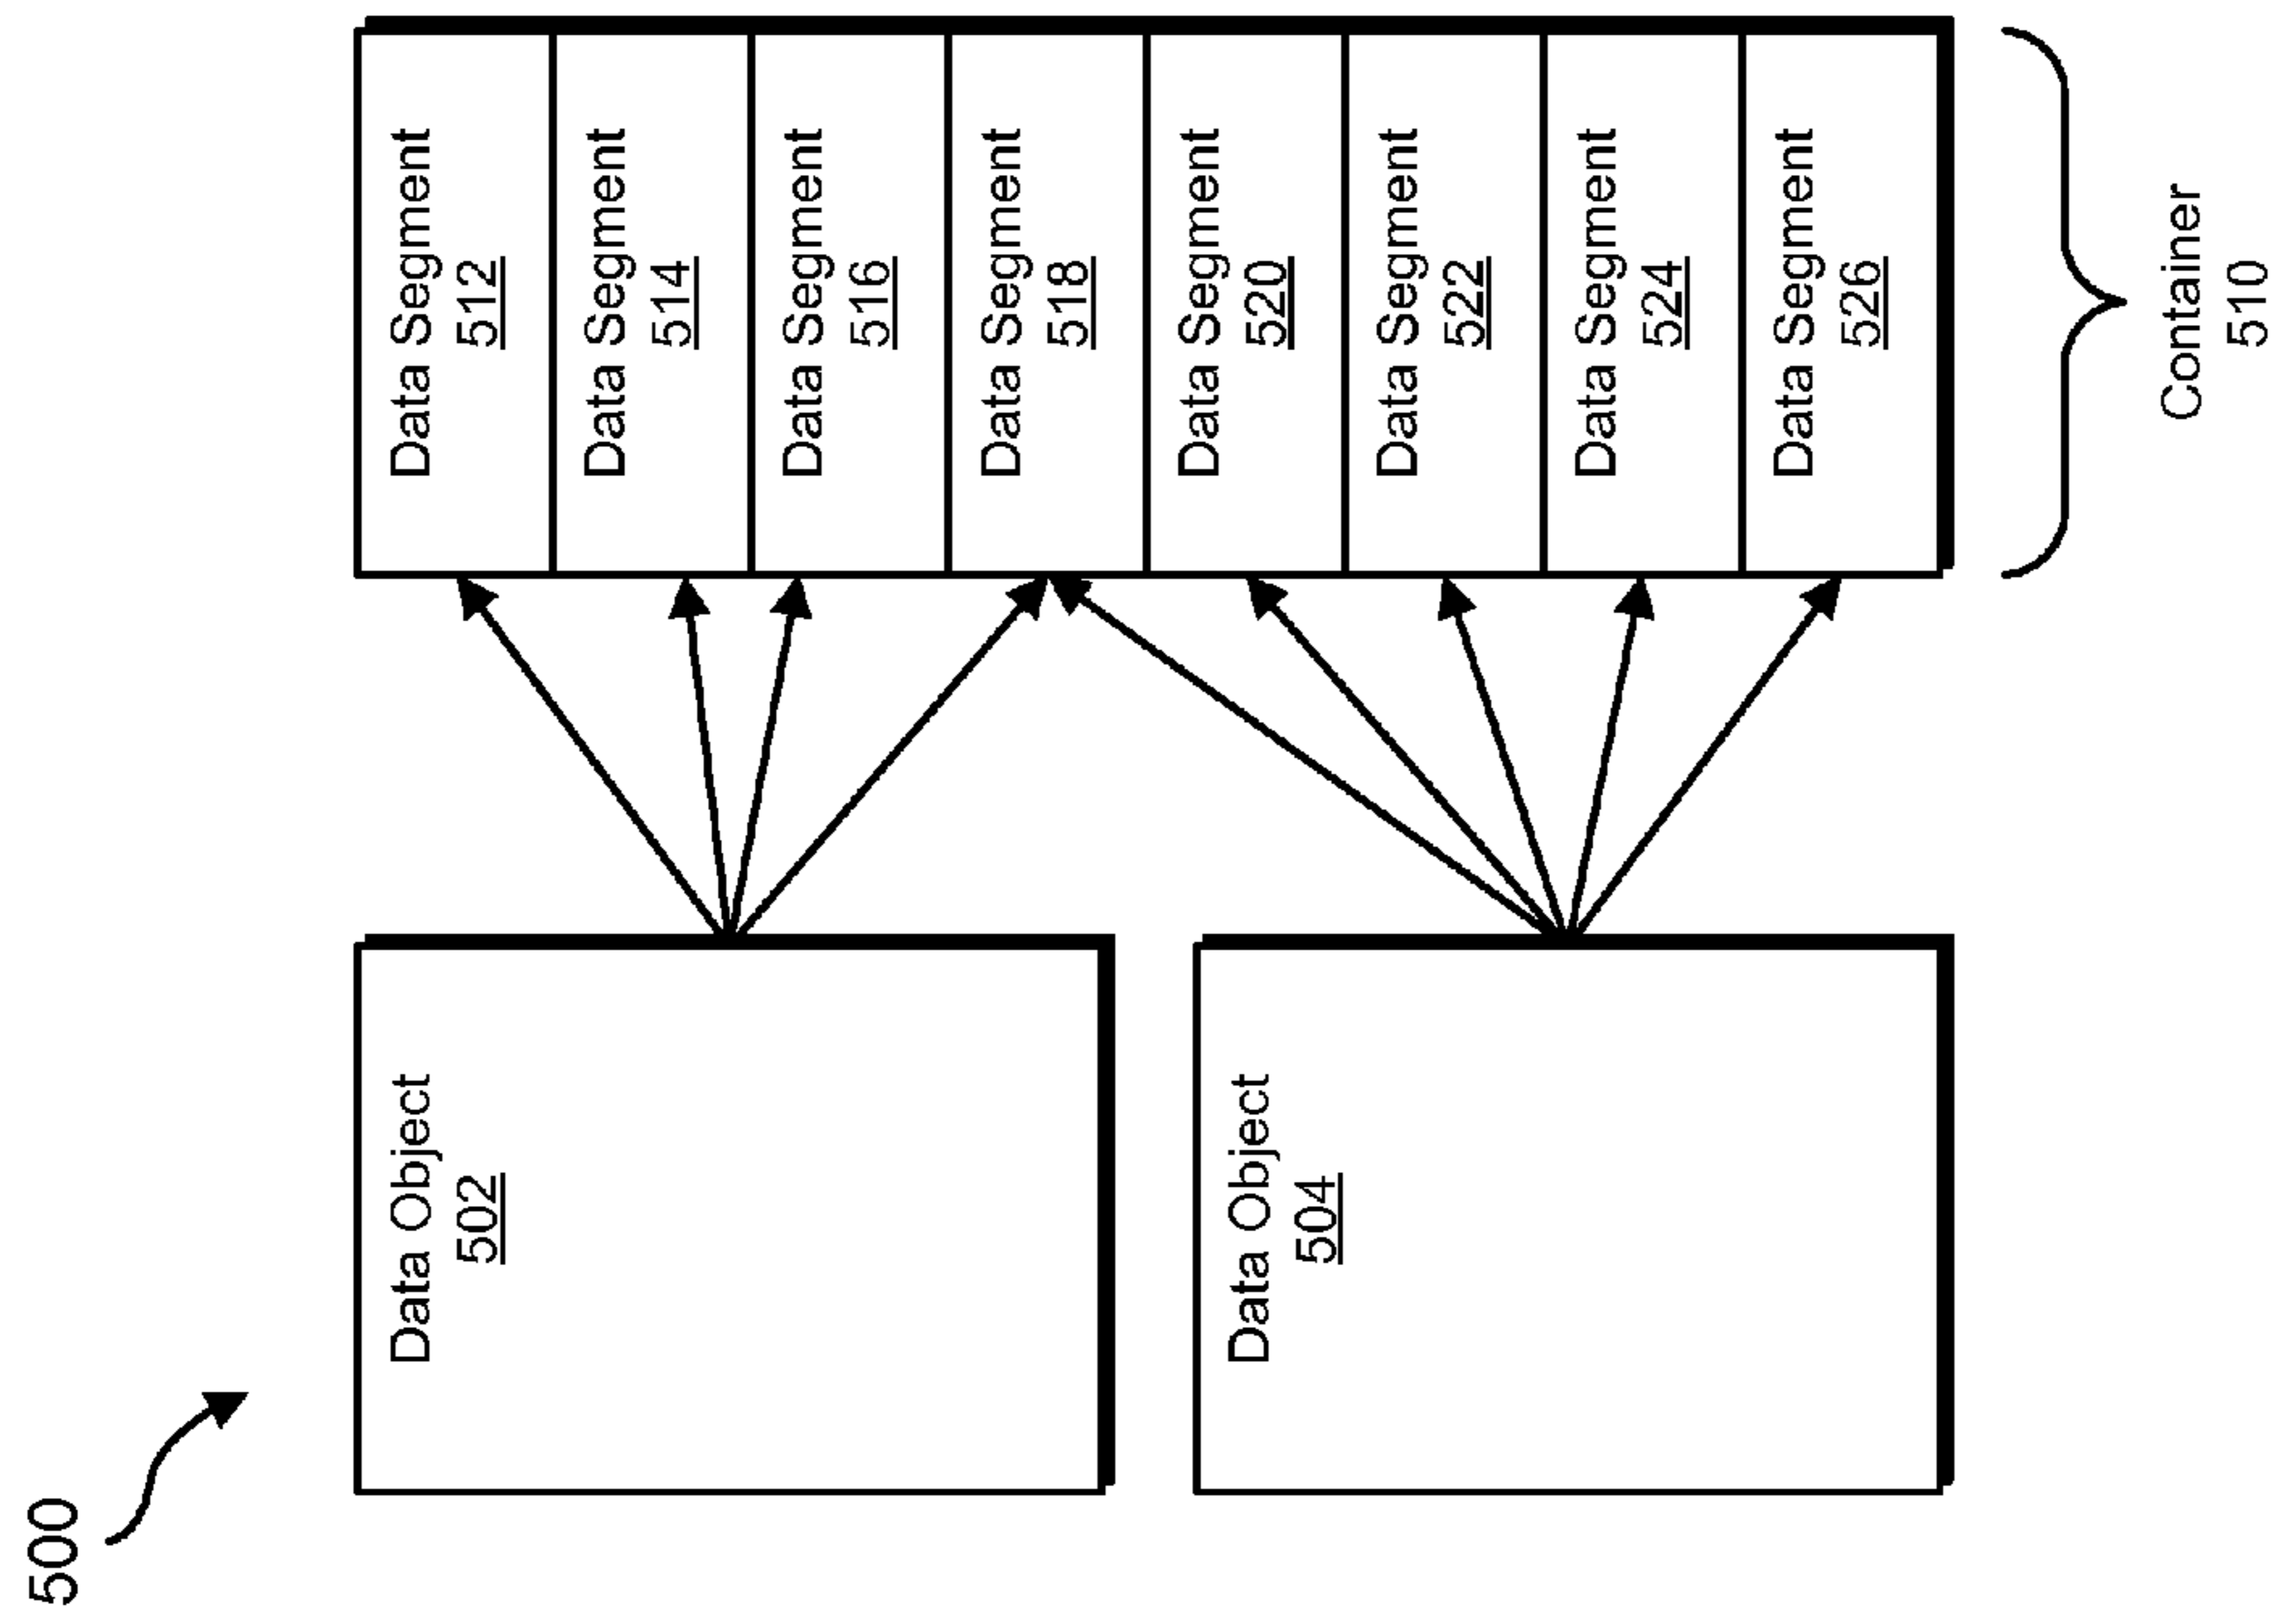 500
Data Object
502
Data Object
504
Data Segment
512
Data Segment
514
Data Segment
516
Data Segment
518
Data Segment
520
Data Segment
522
Data Segment
524
Data Segment
526
Container
510